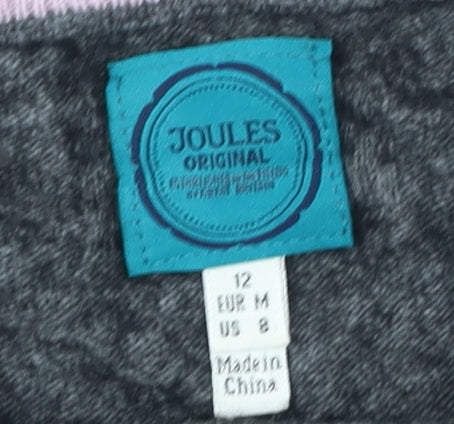 JOULES
ORIGINAL
12
EUR M
US 8
Made in
China